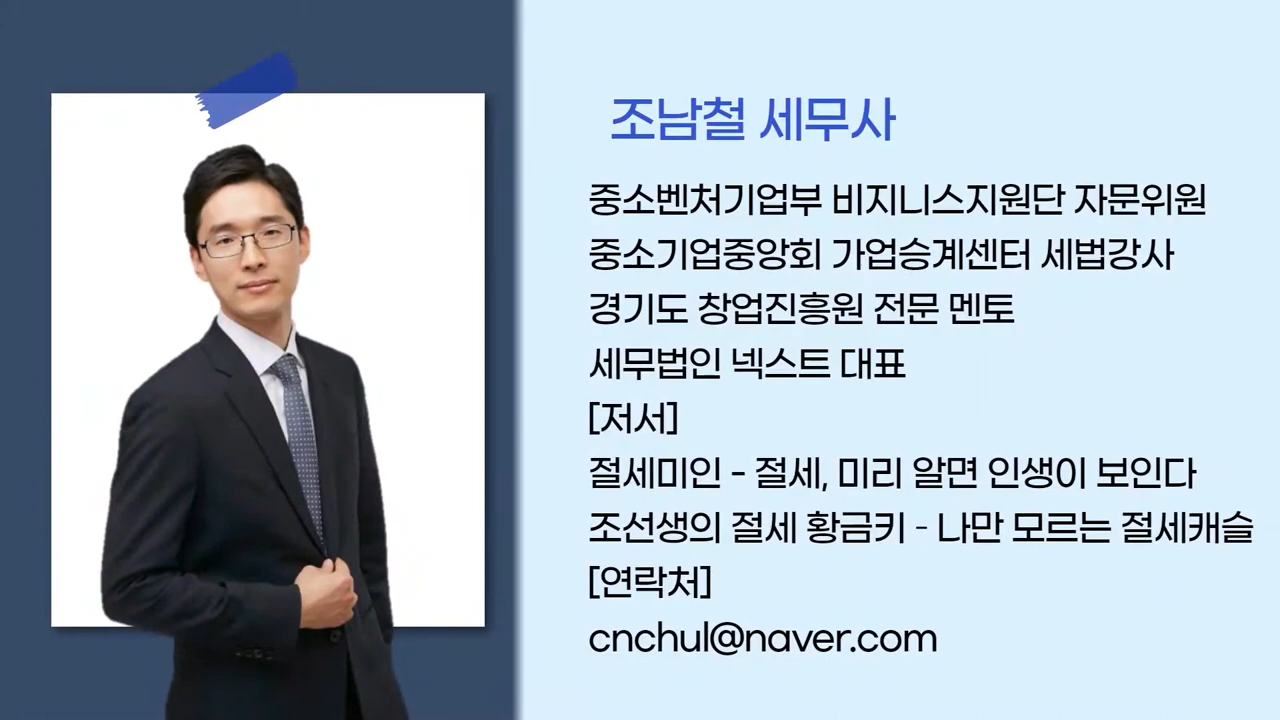 조남철 세무사
중소벤처기업부 비지니스지원단 자문위원
중소기업중앙회 가업승계센터 세법강사
경기도 창업진흥원 전문 멘토
세무법인 넥스트 대표
[저서]
절세미인 - 절세, 미리 알면 인생이 보인다
조선생의 절세 황금키 - 나만 모르는 절세캐슬
[연락처]
cnchul@naver.com